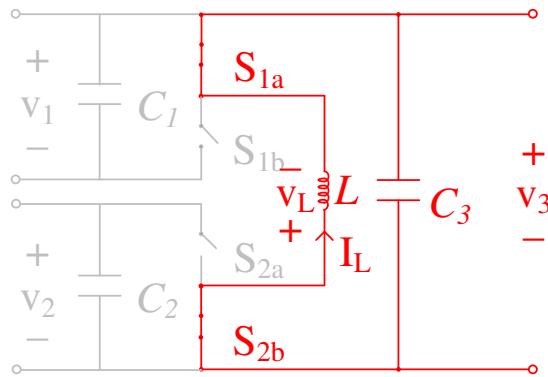 +
+
S1a
v1
C1
−
S1b
−
L
+
vL
C3
v3
+
+
S2a
IL
−
v2
C2
−
S2b